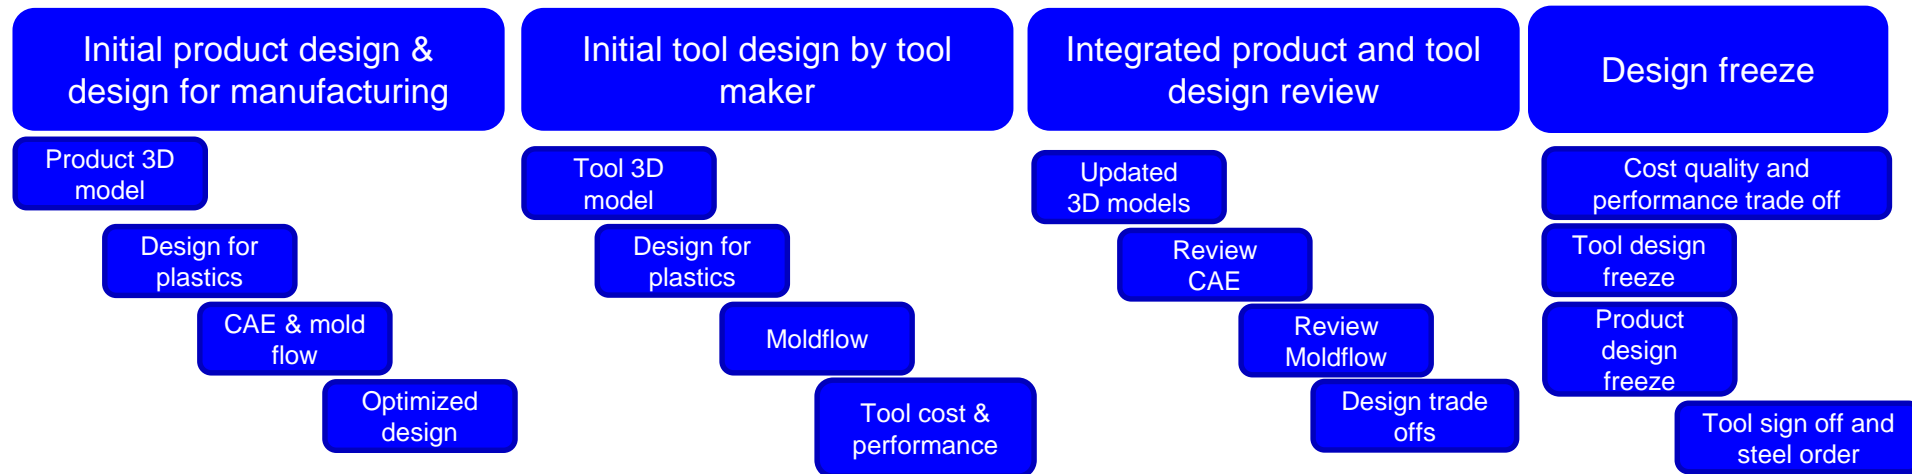 Initial product design &
design for manufacturing
Product 3D
model
Design for
plastics
CAE & mold
flow
Optimized
design
Initial tool design by tool
maker
Tool 3D
model
Design for
plastics
Moldflow
Tool cost &
performance
Integrated product and tool
design review
Updated
3D models
Review
CAE
Review
Moldflow
Design trade
offs
Design freeze
Cost quality and
performance trade off
Tool design
freeze
Product
design
freeze
Tool sign off and
steel order